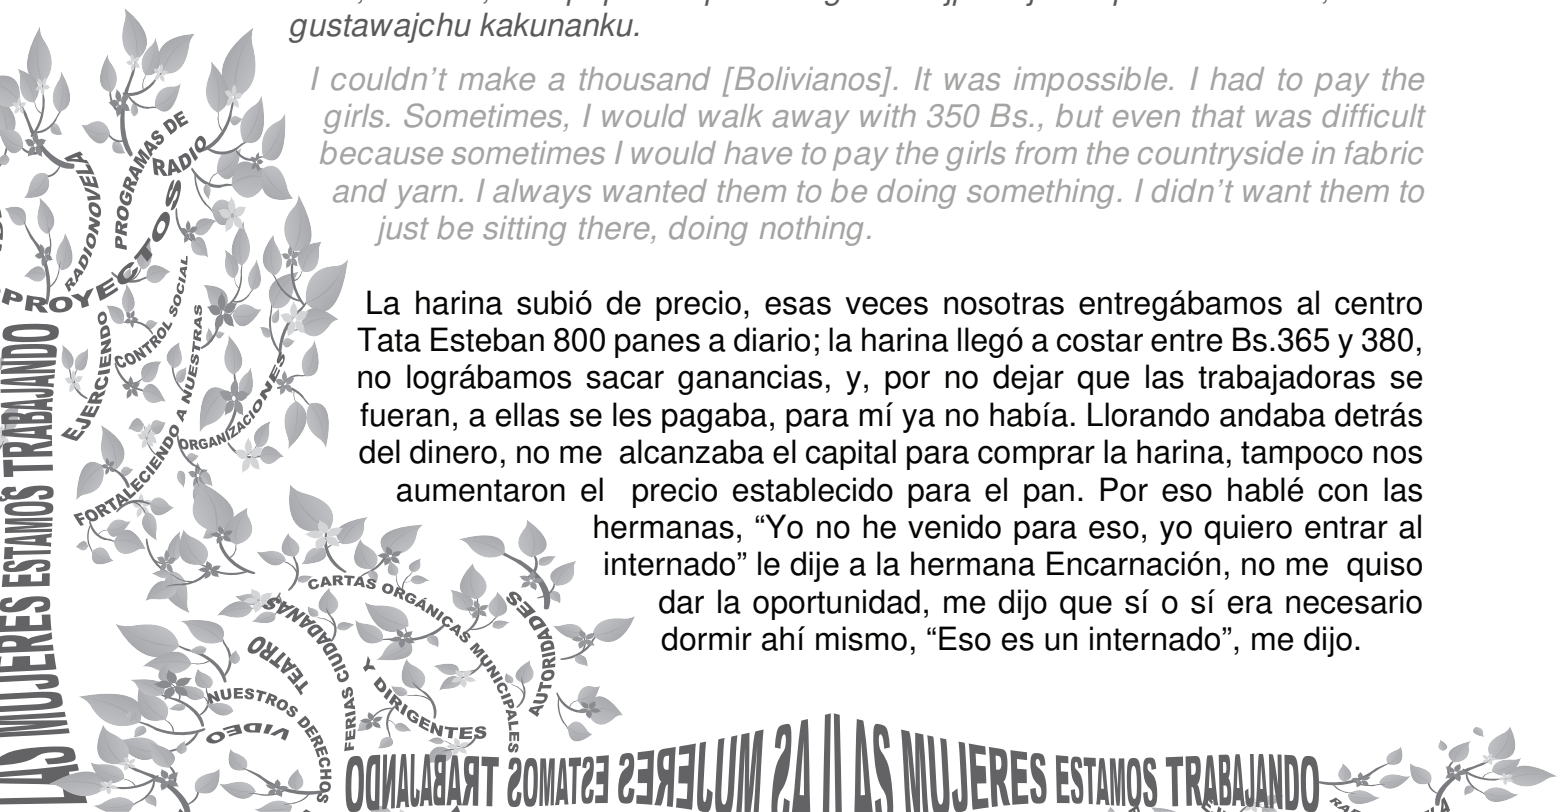 gustawajchu kakunanku.
I couldn’t make a thousand [Bolivianos]. It was impossible. I had to pay the
girls. Sometimes, I would walk away with 350 Bs., but even that was difficult
because sometimes I would have to pay the girls from the countryside in fabric
and yarn. I always wanted them to be doing something. I didn’t want them to
just be sitting there, doing nothing.
La harina subió de precio, esas veces nosotras entregábamos al centro
Tata Esteban 800 panes a diario; la harina llegó a costar entre Bs.365 y 380,
no lográbamos sacar ganancias, y, por no dejar que las trabajadoras se
fueran, a ellas se les pagaba, para mí ya no había. Llorando andaba detrás
del dinero, no me alcanzaba el capital para comprar la harina, tampoco nos
aumentaron el precio establecido para el pan. Por eso hablé con las
hermanas, “Yo no he venido para eso, yo quiero entrar al
internado” le dije a la hermana Encarnación, no me quiso
dar la oportunidad, me dijo que sí o sí era necesario
dormir ahí mismo, “Eso es un internado”, me dijo.
PROGRAMAS DE
RADIO
RADIONOVELA
PROYECTOS
EJERCIENDO
CONTROL SOCIAL
FORTALECIENDO A NUESTRAS
ORGANIZACIONES
CARTAS ORGÁNICAS MUNICIPALES
AUTORIDADES
Y DIRIGENTES
FERIAS CIUDADANAS
TEATRO
NUESTROS DERECHOS
VIDEO
LAS MUJERES ESTAMOS TRABAJANDO
LAS MUJERES ESTAMOS TRABAJANDO
LAS MUJERES ESTAMOS TRABAJANDO